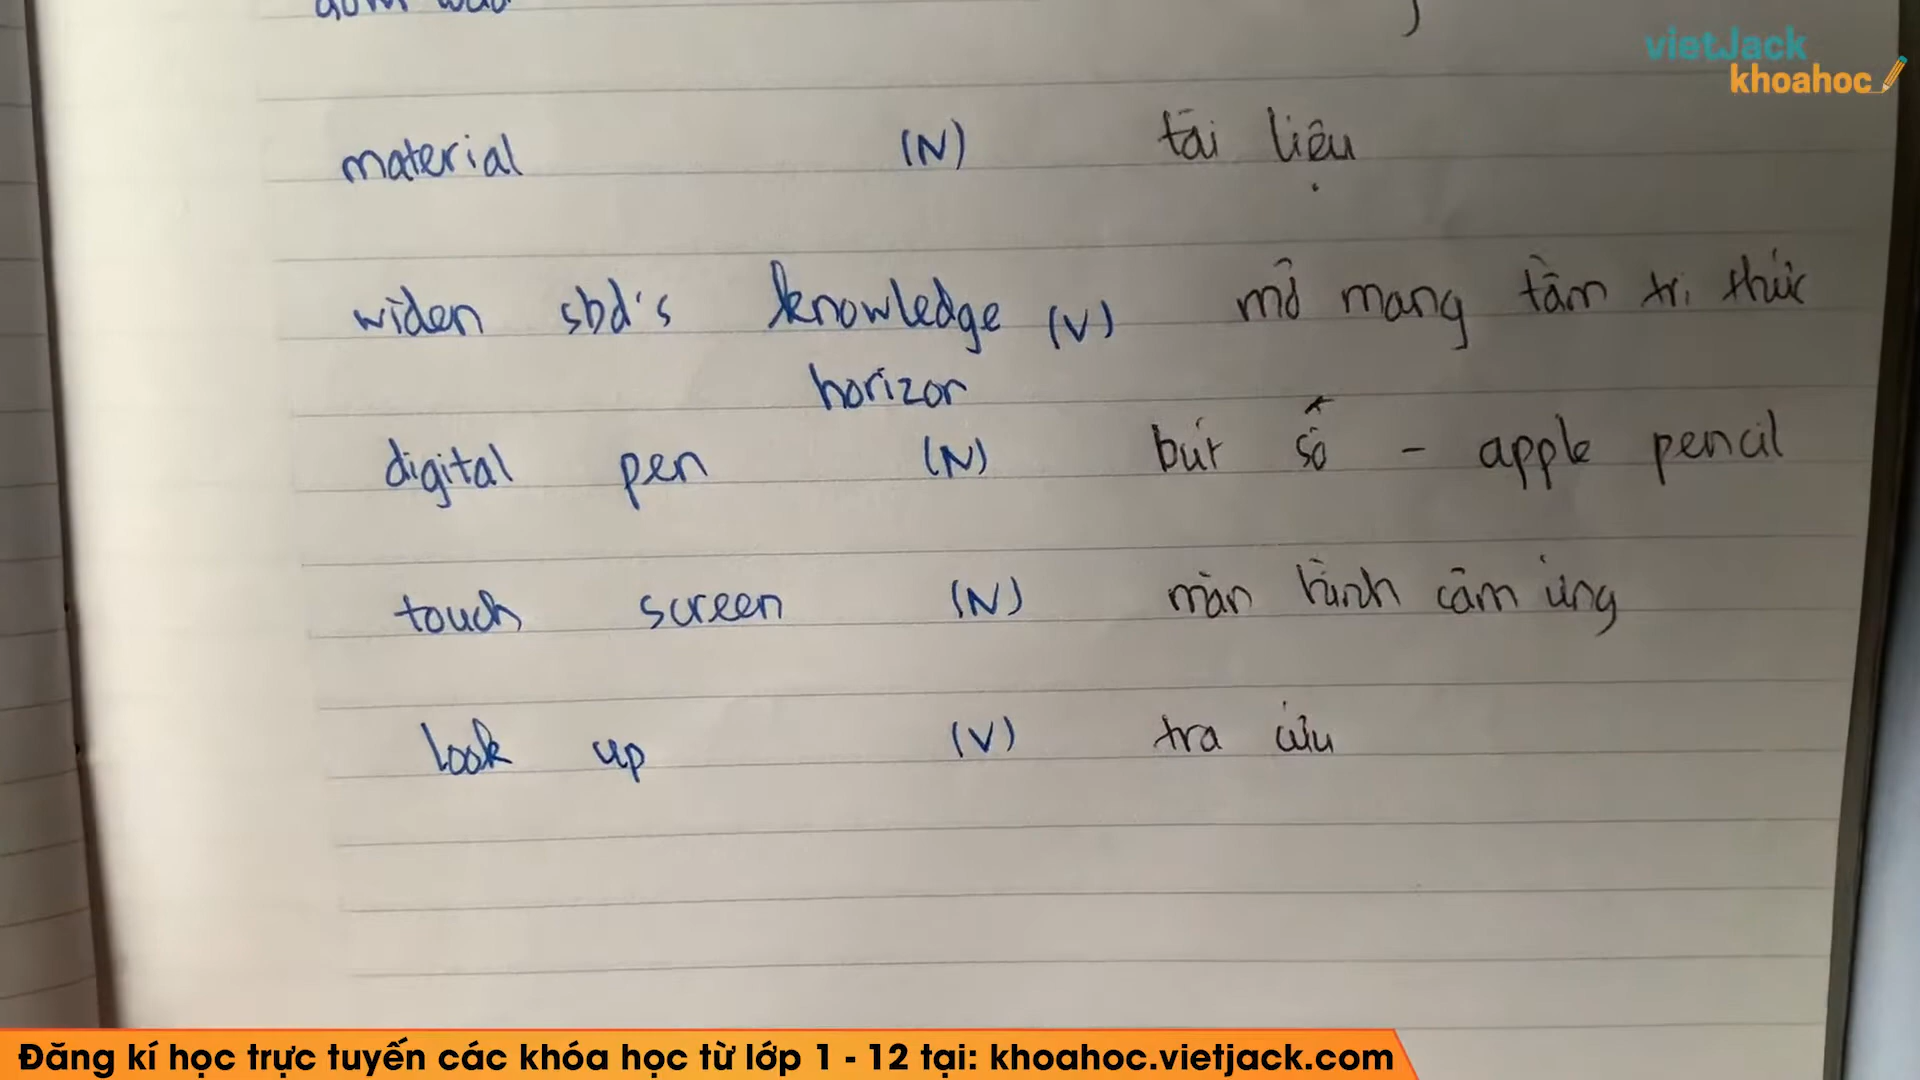 vietJack
khoahoc
material (N) tài liệu
widen sbd's knowledge (V) mở mang tầm tri thức
horizon
digital pen (N) bút số - apple pencil
touch screen (N) màn hình cảm ứng
look up (V) tra cứu
Đăng kí học trực tuyến các khóa học từ lớp 1 - 12 tại: khoahoc.vietjack.com